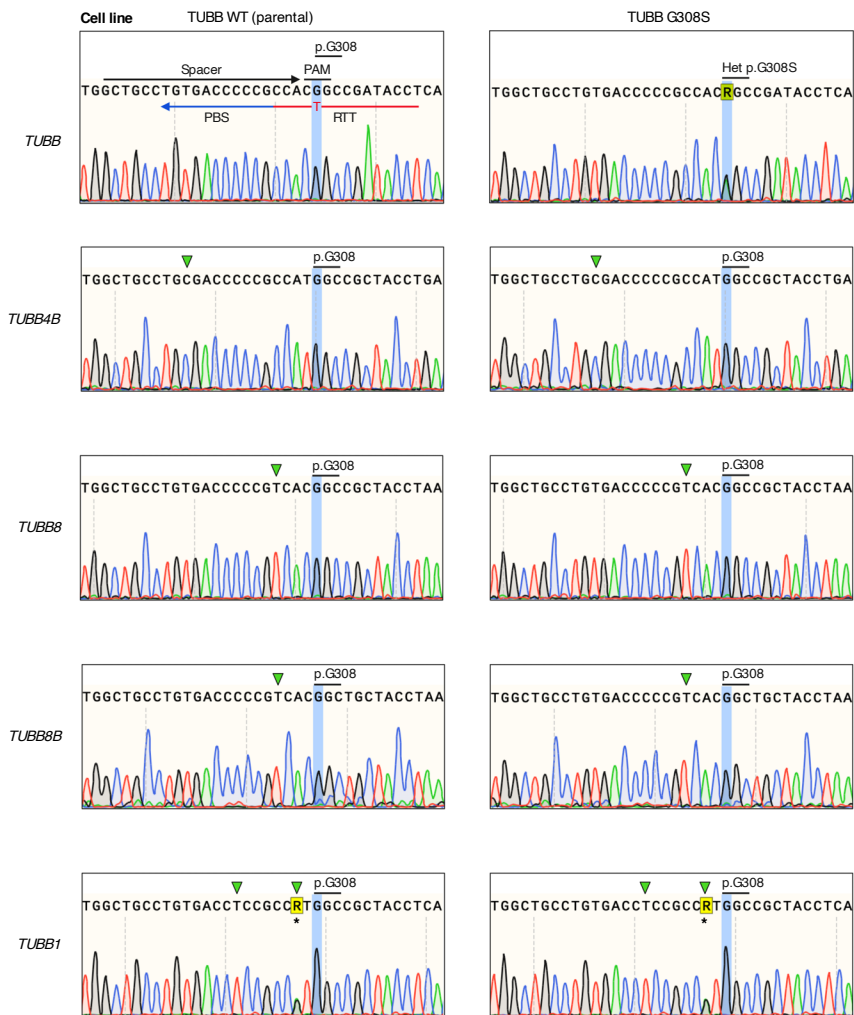 Cell line TUBB WT (parental) TUBB G308S
p.G308
Spacer PAM Het p.G308S
TGGCTGCCTGTGACCCCCGCCACGGCCGATACCTCA TGGCTGCCTGTGACCCCCGCCACRGCCGATACCTCA
T
PBS RTT
TUBB
p.G308 p.G308
TGGCTGCCTGCGACCCCCGCCATGGCCGCTACCTGA TGGCTGCCTGCGACCCCCGCCATGGCCGCTACCTGA
TUBB4B
p.G308 p.G308
TGGCTGCCTGTGACCCCCGTCACGGCCGCTACCTAA TGGCTGCCTGTGACCCCCGTCACGGCCGCTACCTAA
TUBB8
p.G308 p.G308
TGGCTGCCTGTGACCCCCGTCACGGCTGCTACCTAA TGGCTGCCTGTGACCCCCGTCACGGCTGCTACCTAA
TUBB8B
p.G308 p.G308
TGGCTGCCTGTGACCTCCGCCRTGGCCGCTACCTCA TGGCTGCCTGTGACCTCCGCCRTGGCCGCTACCTCA
* *
TUBB1